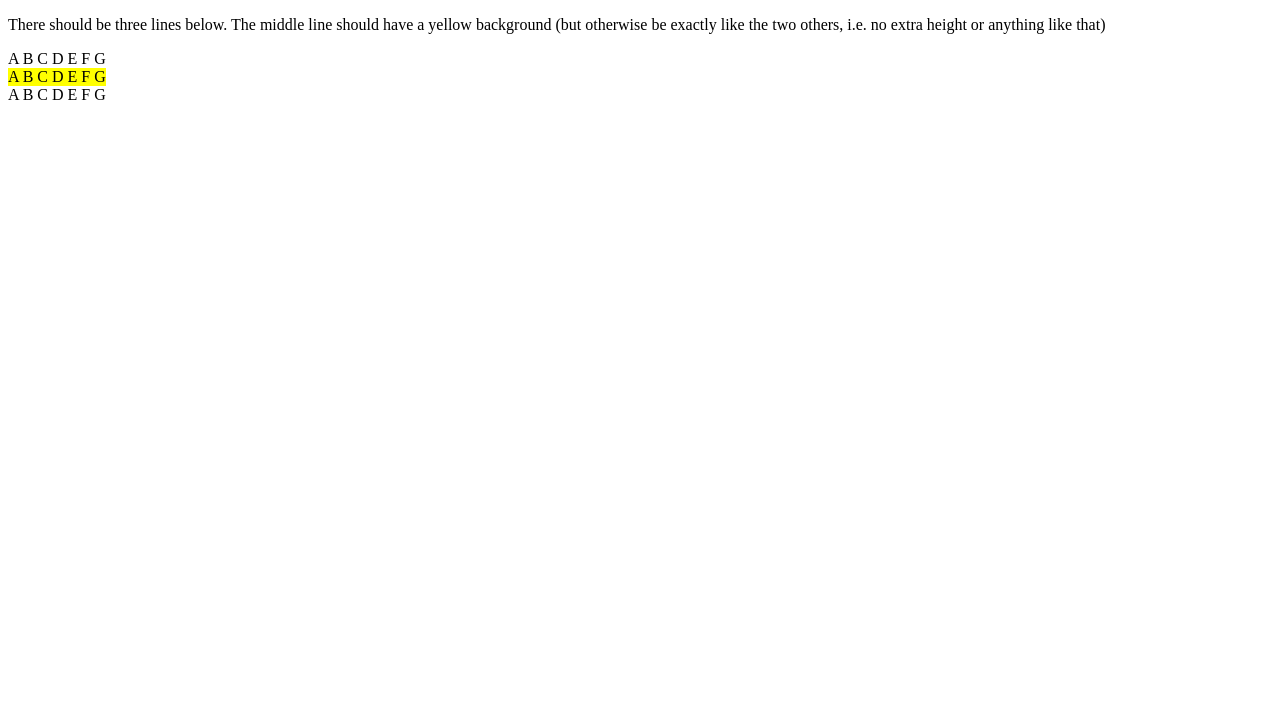 There should be three lines below. The middle line should have a yellow background (but otherwise be exactly like the two others, i.e. no extra height or anything like that)
A B C D E F G
A B C D E F G
A B C D E F G